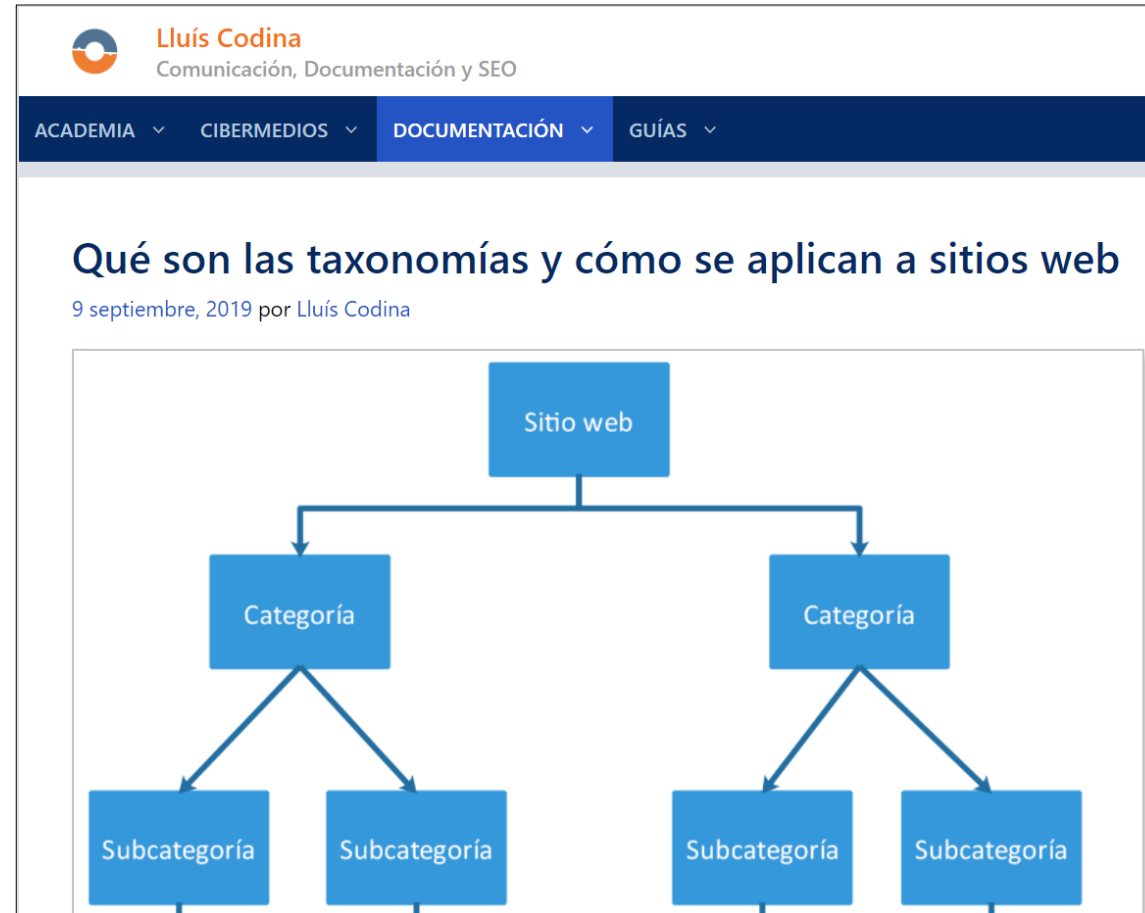 Lluís Codina
Comunicación, Documentación y SEO
ACADEMIA CIBERMEDIOS DOCUMENTACIÓN GUÍAS
Qué son las taxonomías y cómo se aplican a sitios web
9 septiembre, 2019 por Lluís Codina
Sitio web
Categoría Categoría
Subcategoría Subcategoría Subcategoría Subcategoría